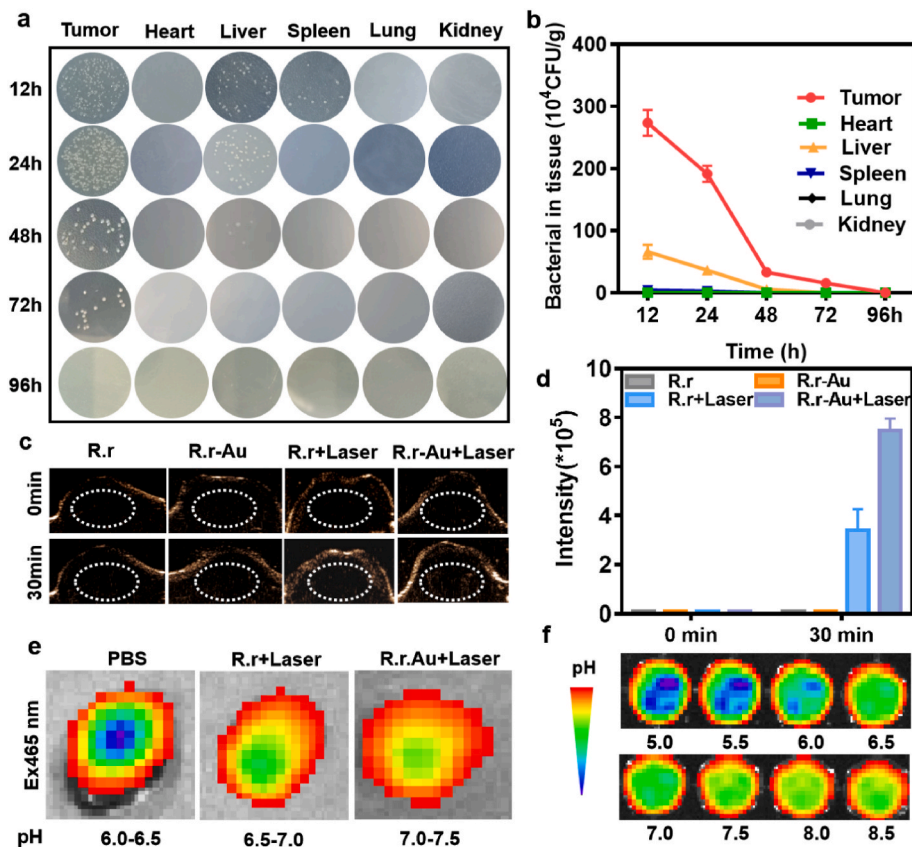 a
Tumor Heart Liver Spleen Lung Kidney
12h
24h
48h
72h
96h
b
Bacterial in tissue (10⁴CFU/g)
400
300
200
100
0
12 24 48 72 96h
Time (h)
Tumor
Heart
Liver
Spleen
Lung
Kidney
c
R.r R.r-Au R.r+Laser R.r-Au+Laser
0min
30min
d
Intensity(*10⁵)
10
8
6
4
2
0
R.r R.r-Au
R.r+Laser R.r-Au+Laser
0 min 30 min
e
PBS R.r+Laser R.r.Au+Laser
Ex465 nm
pH 6.0-6.5 6.5-7.0 7.0-7.5
f
pH
5.0 5.5 6.0 6.5
7.0 7.5 8.0 8.5